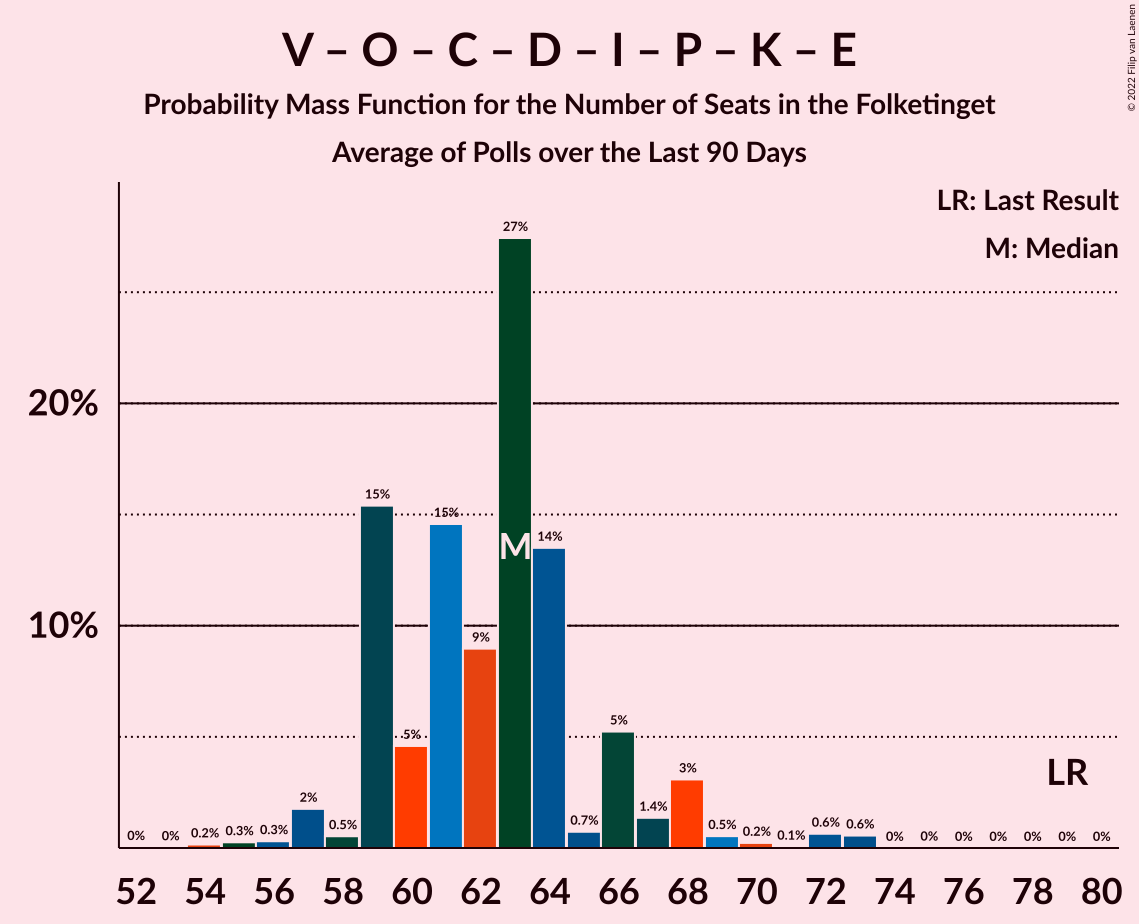 V – O – C – D – I – P – K – E
Probability Mass Function for the Number of Seats in the Folketinget
Average of Polls over the Last 90 Days
© 2022 Filip van Laenen
LR: Last Result
M: Median
27%
20%
15%
15%
14%
M
10%
9%
5%
5%
LR
3%
2%
1.4%
0% 0% 0.2% 0.3% 0.3% 0.5% 0.7% 0.5% 0.2% 0.1% 0.6% 0.6% 0% 0% 0% 0% 0% 0% 0%
52 54 56 58 60 62 64 66 68 70 72 74 76 78 80